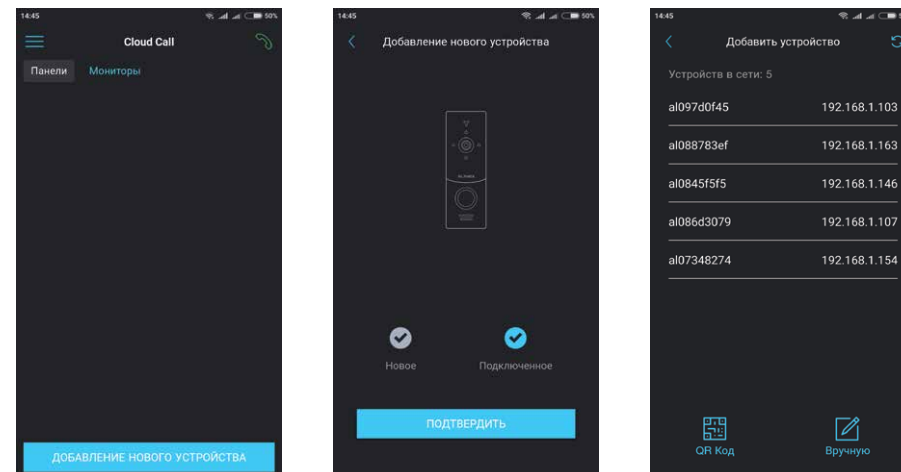 14:45
50%
Cloud Call
Панели Мониторы
ДОБАВЛЕНИЕ НОВОГО УСТРОЙСТВА
14:45
50%
Добавление нового устройства
Новое Подключенное
ПОДТВЕРДИТЬ
14:45
Добавить устройство
Устройств в сети: 5
al097d0f45 192.168.1.103
al088783ef 192.168.1.163
al0845f5f5 192.168.1.146
al086d3079 192.168.1.107
al07348274 192.168.1.154
QR Код Вручную